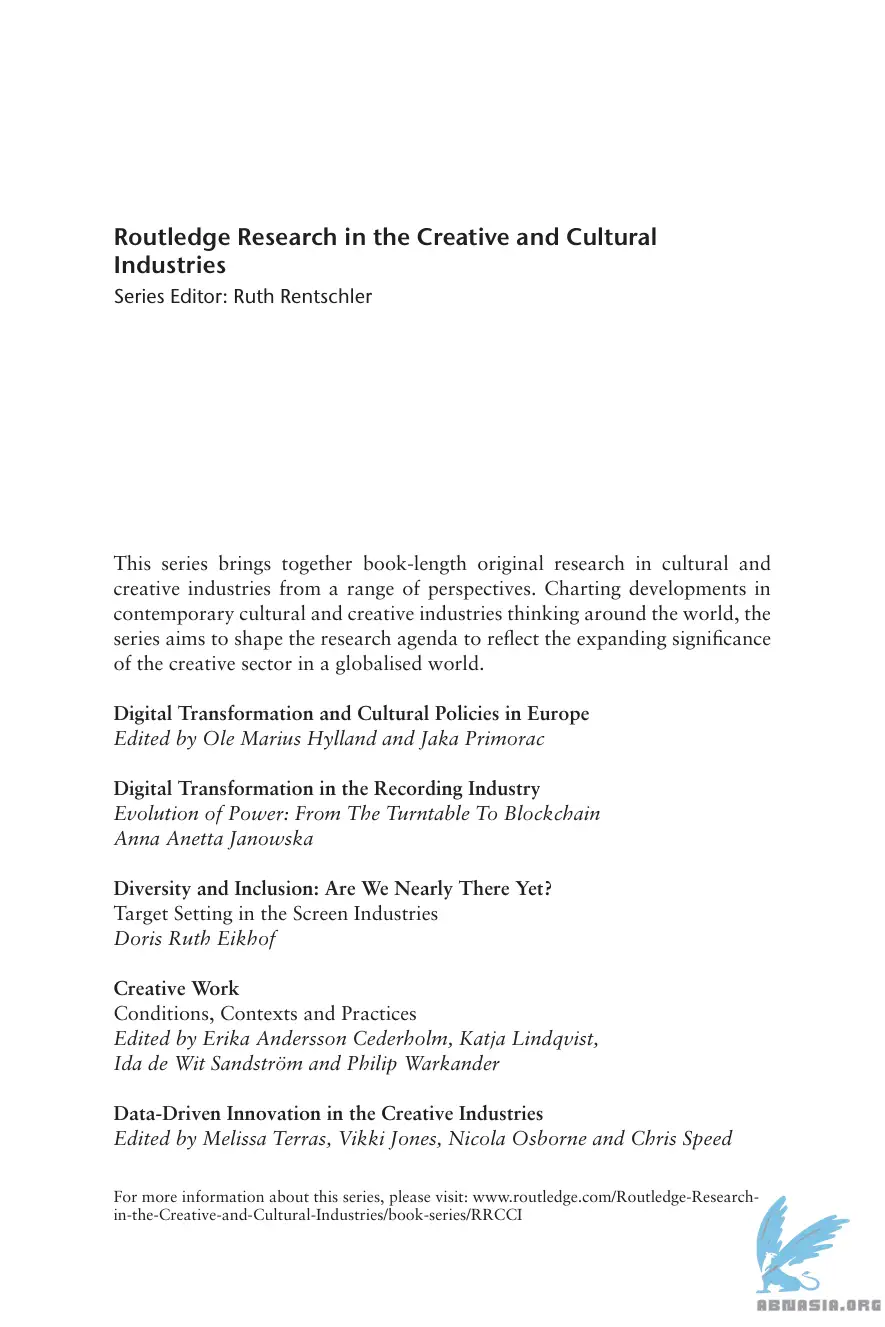 Routledge Research in the Creative and Cultural
Industries
Series Editor: Ruth Rentschler
This series brings together book-length original research in cultural and
creative industries from a range of perspectives. Charting developments in
contemporary cultural and creative industries thinking around the world, the
series aims to shape the research agenda to reflect the expanding significance
of the creative sector in a globalised world.
Digital Transformation and Cultural Policies in Europe
Edited by Ole Marius Hylland and Jaka Primorac
Digital Transformation in the Recording Industry
Evolution of Power: From The Turntable To Blockchain
Anna Anetta Janowska
Diversity and Inclusion: Are We Nearly There Yet?
Target Setting in the Screen Industries
Doris Ruth Eikhof
Creative Work
Conditions, Contexts and Practices
Edited by Erika Andersson Cederholm, Katja Lindqvist,
Ida de Wit Sandström and Philip Warkander
Data-Driven Innovation in the Creative Industries
Edited by Melissa Terras, Vikki Jones, Nicola Osborne and Chris Speed
For more information about this series, please visit: www.routledge.com/Routledge-Research-
in-the-Creative-and-Cultural-Industries/book-series/RRCCI
ABNASIA.ORG